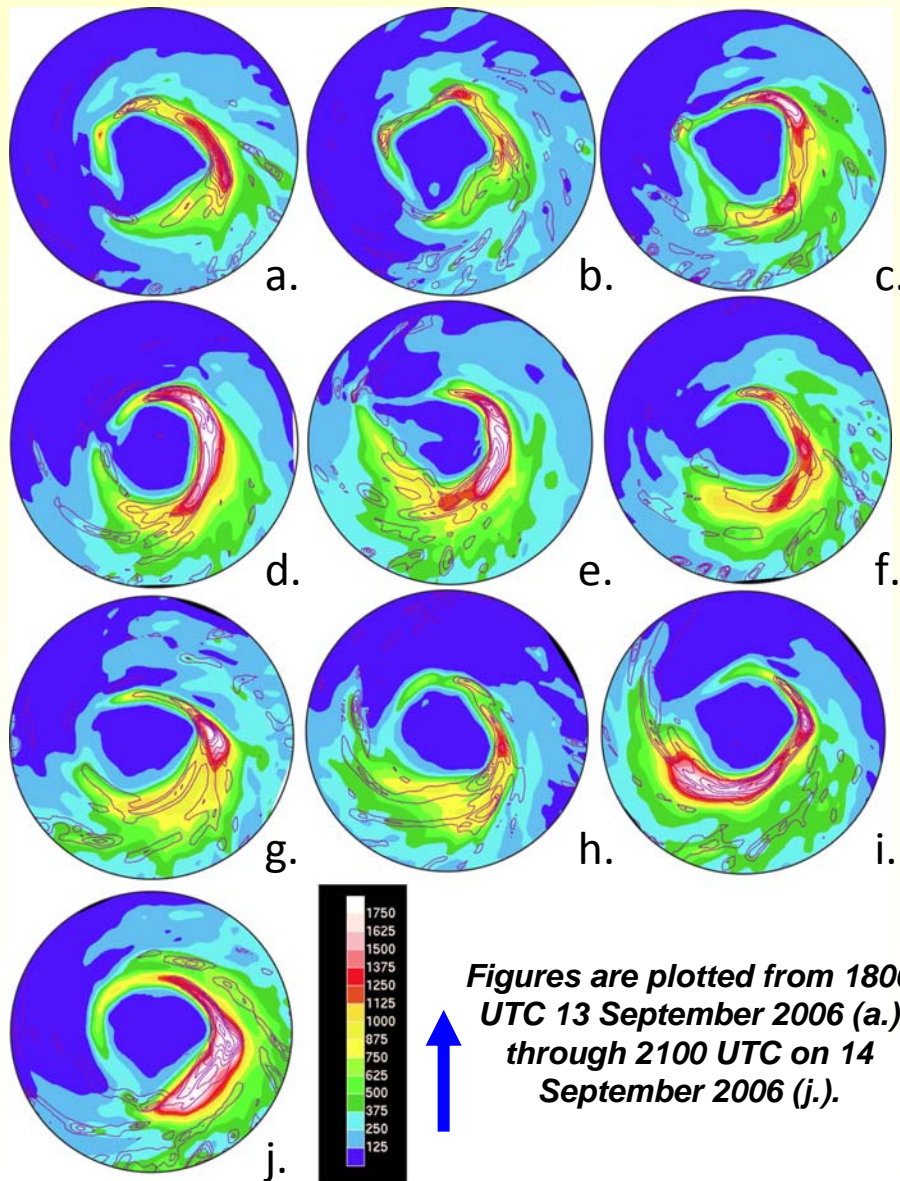 a.
b.
c.
d.
e.
f.
g.
h.
i.
j.
1750
1625
1500
1375
1250
1125
1000
875
750
625
500
375
250
125
Figures are plotted from 1800
UTC 13 September 2006 (a.)
through 2100 UTC on 14
September 2006 (j.).